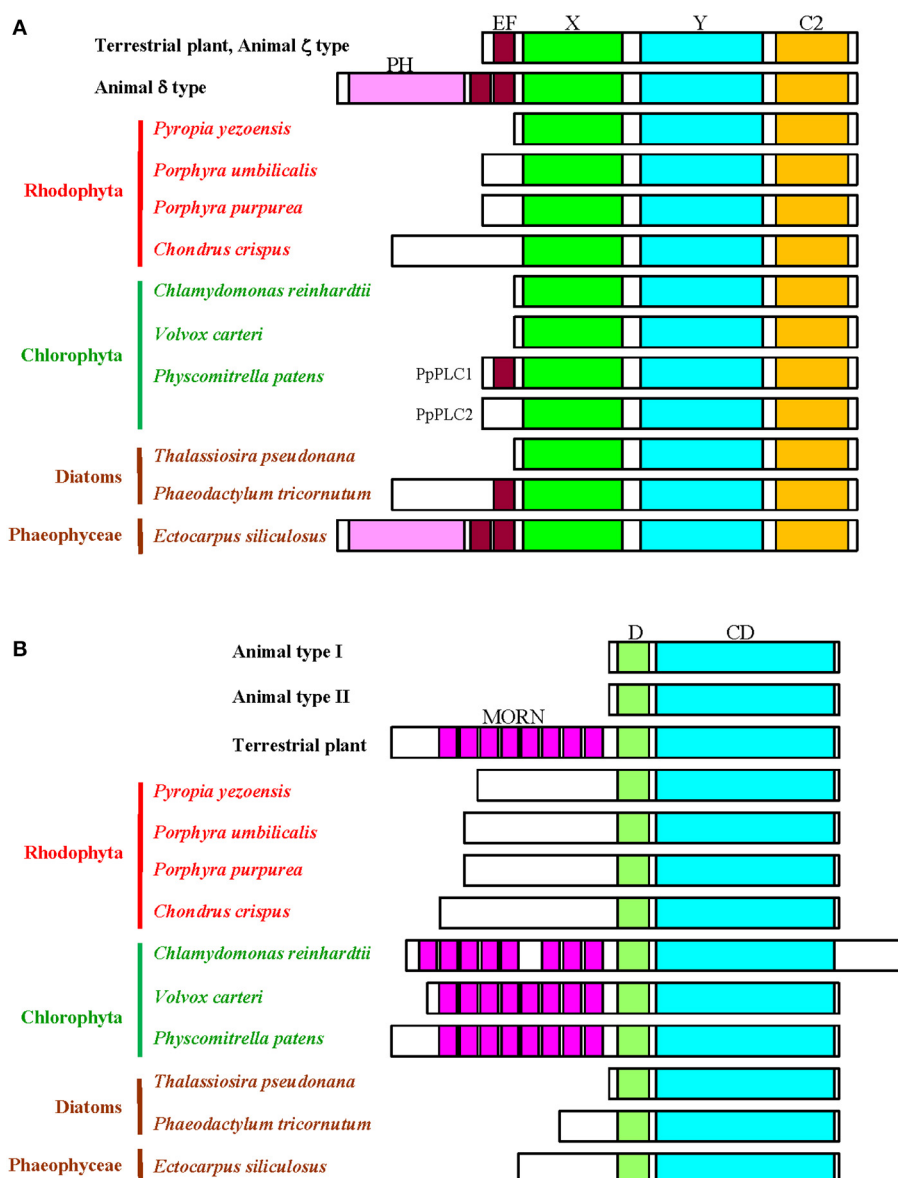 A
EF X Y C2
Terrestrial plant, Animal ζ type
PH
Animal δ type
Pyropia yezoensis
Porphyra umbilicalis
Rhodophyta
Porphyra purpurea
Chondrus crispus
Chlamydomonas reinhardtii
Volvox carteri
Chlorophyta
Physcomitrella patens
PpPLC1
PpPLC2
Thalassiosira pseudonana
Diatoms
Phaeodactylum tricornutum
Phaeophyceae
Ectocarpus siliculosus
B
D CD
Animal type I
Animal type II
MORN
Terrestrial plant
Pyropia yezoensis
Porphyra umbilicalis
Rhodophyta
Porphyra purpurea
Chondrus crispus
Chlamydomonas reinhardtii
Volvox carteri
Chlorophyta
Physcomitrella patens
Thalassiosira pseudonana
Diatoms
Phaeodactylum tricornutum
Phaeophyceae
Ectocarpus siliculosus